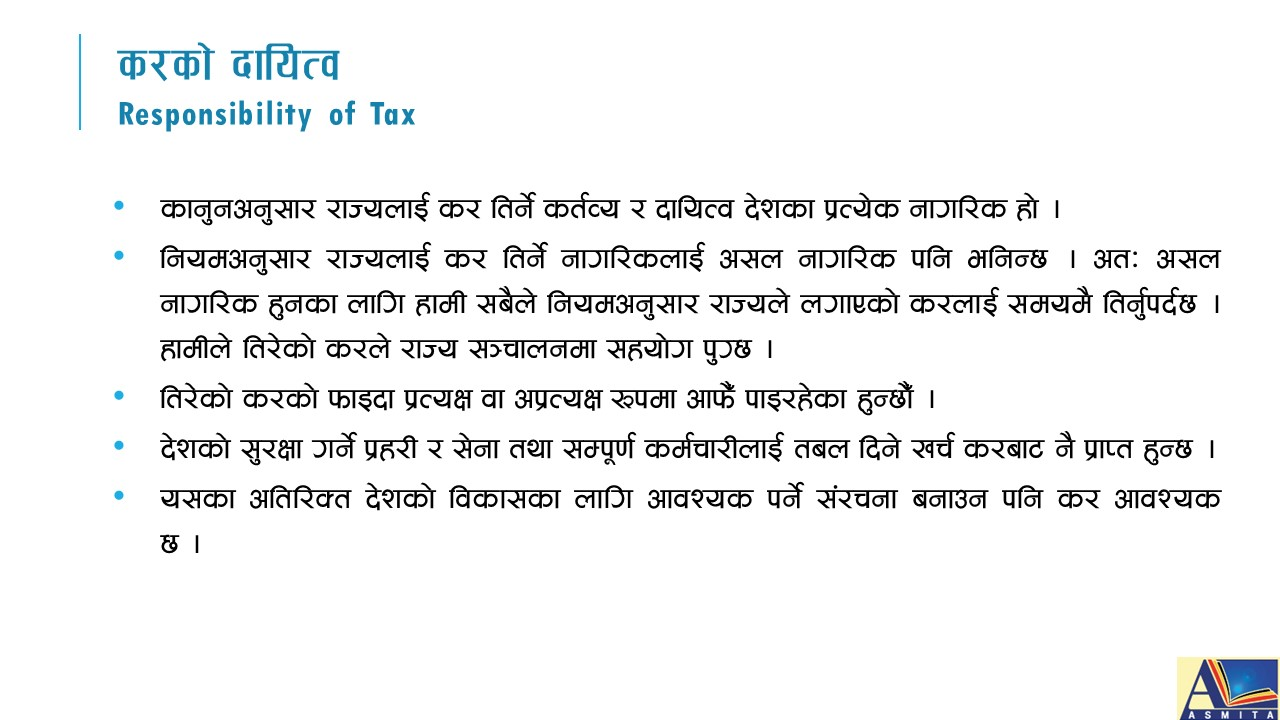 करको दायित्व
Responsibility of Tax
• कानुनअनुसार राज्यलाई कर तिर्ने कर्तव्य र दायित्व देशका प्रत्येक नागरिक हो ।
• नियमअनुसार राज्यलाई कर तिर्ने नागरिकलाई असल नागरिक पनि भनिन्छ । अतः असल
नागरिक हुनका लागि हामी सबैले नियमअनुसार राज्यले लगाएको करलाई समयमै तिर्नुपर्दछ ।
हामीले तिरेको करले राज्य सञ्चालनमा सहयोग पुग्छ ।
• तिरेको करको फाइदा प्रत्यक्ष वा अप्रत्यक्ष रुपमा आफैँ पाइरहेका हुन्छौँ ।
• देशको सुरक्षा गर्ने प्रहरी र सेना तथा सम्पूर्ण कर्मचारीलाई तबल दिने खर्च करबाट नै प्राप्त हुन्छ ।
• यसका अतिरिक्त देशको विकासका लागि आवश्यक पर्ने संरचना बनाउन पनि कर आवश्यक
छ ।
ASMITA